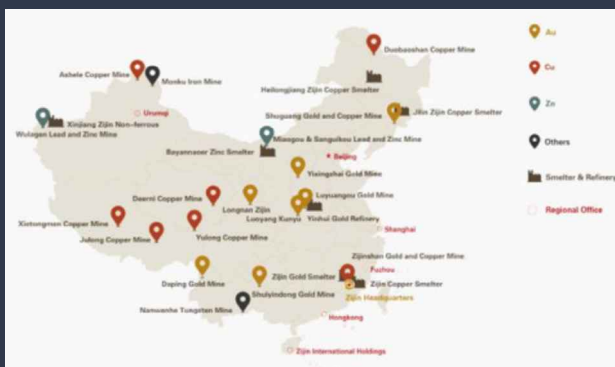 Duobaoshan Copper Mine
Au
Ashele Copper Mine
Monku Iron Mine
Cu
Heilongjiang Zijin Copper Smelter
Urumqi
Shuguang Gold and Copper Mine
Jilin Zijin Copper Smelter
Zn
Xinjiang Zijin Non-ferrous
Wulagen Lead and Zinc Mine
Miaogou & Sanguikou Lead and Zinc Mine
Others
Bayannaoer Zinc Smelter
Beijing
Yixingzhai Gold Mine
Smelter & Refinery
Deerni Copper Mine
Longnan Zijin
Luoyangou Gold Mine
Luoyang Kunyu
Yinhui Gold Refinery
Regional Office
Xietongmen Copper Mine
Julong Copper Mine
Yulong Copper Mine
Shanghai
Zijinshan Gold and Copper Mine
Zijin Gold Smelter
Fuzhou
Zijin Copper Smelter
Daping Gold Mine
Shuiyindong Gold Mine
Zijin Headquarters
Nanwenhe Tungsten Mine
Hongkong
Zijin International Holdings